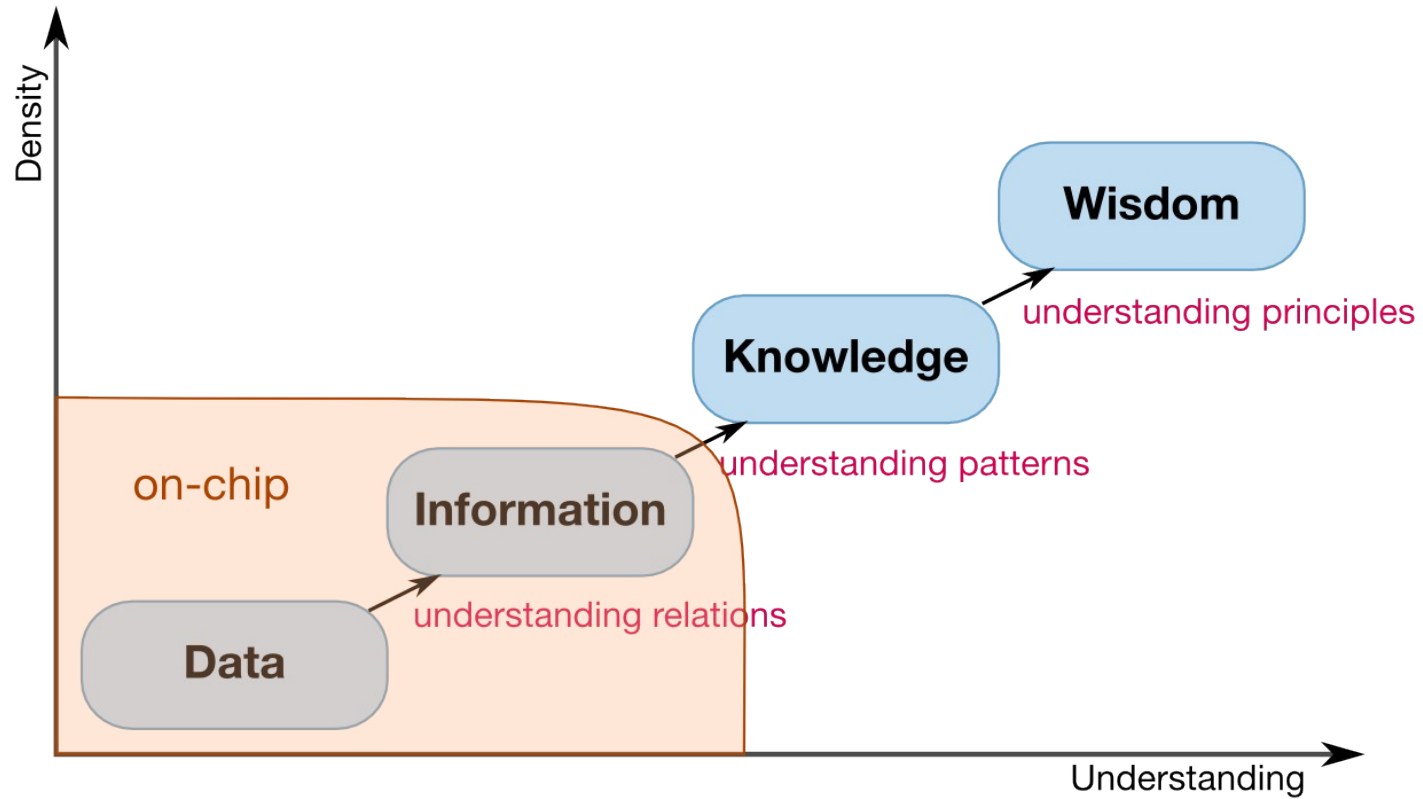 Density
Wisdom
understanding principles
Knowledge
understanding patterns
on-chip
Information
understanding relations
Data
Understanding